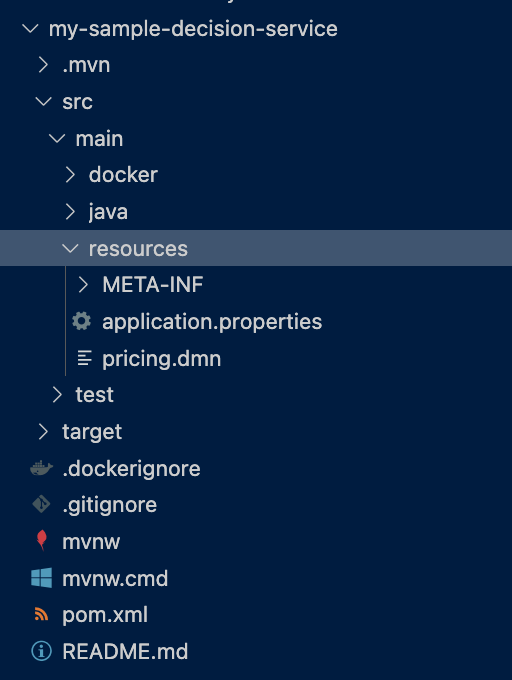 my-sample-decision-service
.mvn
src
main
docker
java
resources
META-INF
application.properties
pricing.dmn
test
target
.dockerignore
.gitignore
mvnw
mvnw.cmd
pom.xml
README.md